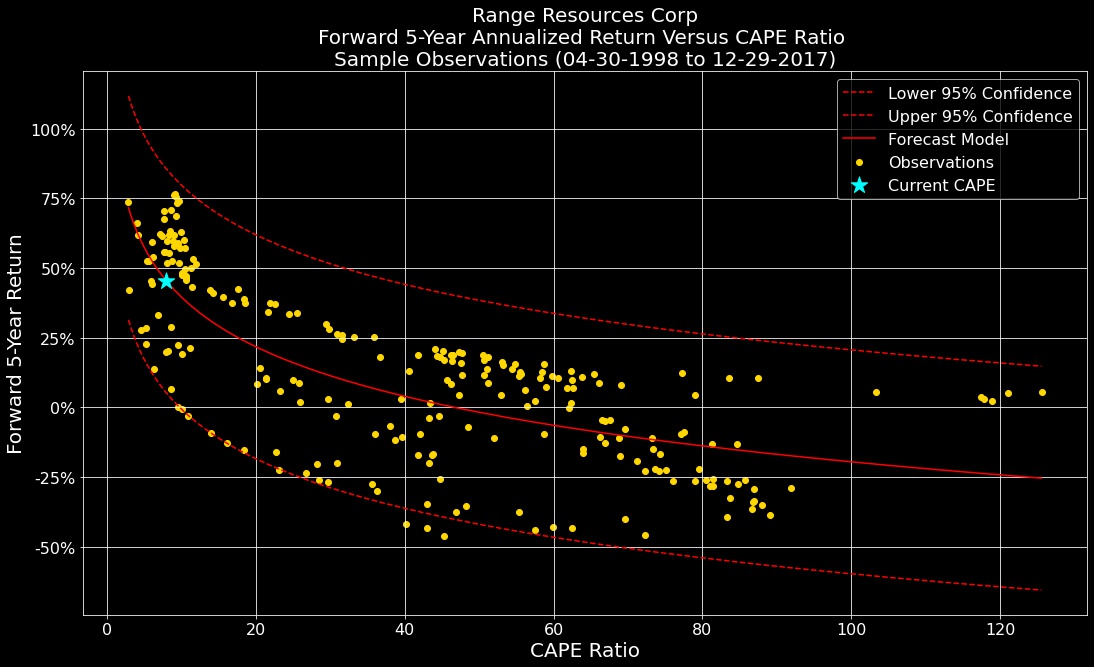 Range Resources Corp
Forward 5-Year Annualized Return Versus CAPE Ratio
Sample Observations (04-30-1998 to 12-29-2017)
Lower 95% Confidence
Upper 95% Confidence
Forecast Model
Observations
Current CAPE
Forward 5-Year Return
100%
75%
50%
25%
0%
-25%
-50%
0 20 40 60 80 100 120
CAPE Ratio